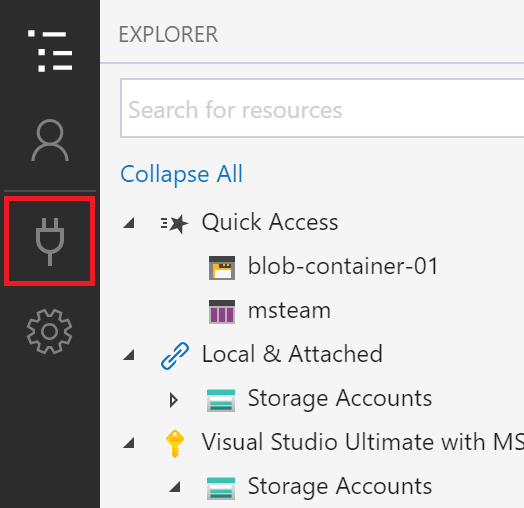 EXPLORER
Search for resources
Collapse All
Quick Access
blob-container-01
msteam
Local & Attached
Storage Accounts
Visual Studio Ultimate with MS
Storage Accounts